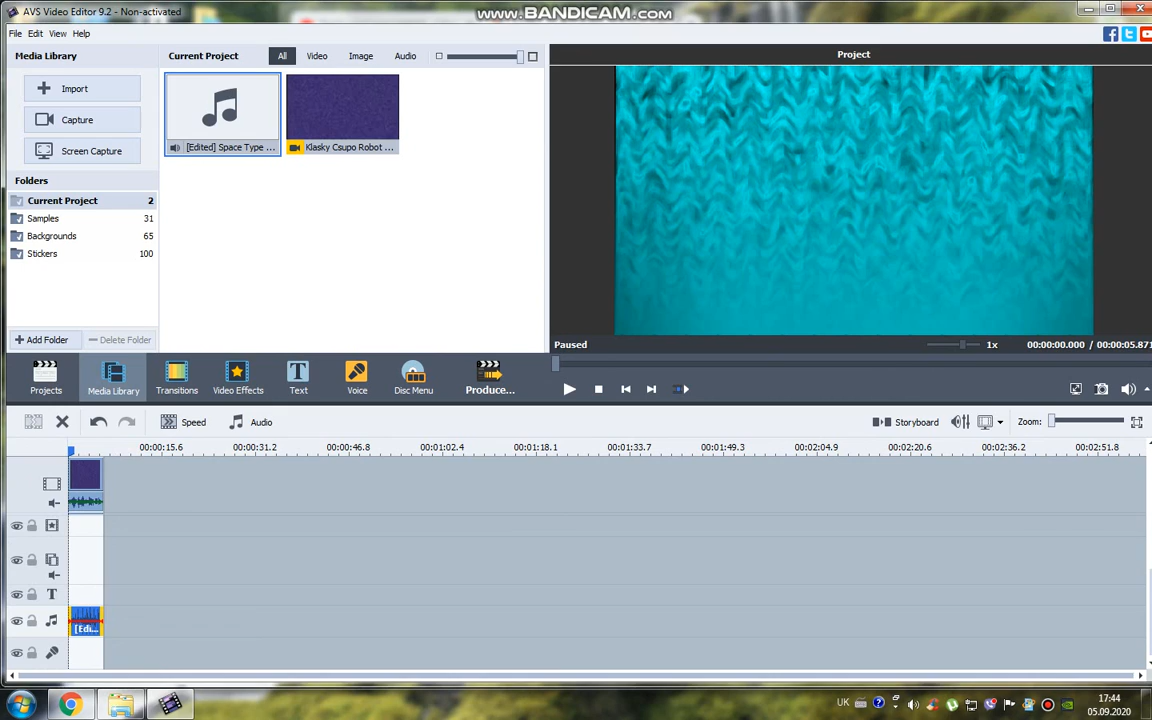 AVS Video Editor 9.2 - Non-activated
www.BANDICAM.com
File Edit View Help
Media Library
Current Project
All
Video
Image
Audio
Project
Import
Capture
Screen Capture
[Edited] Space Type ...
Klasky Csupo Robot ...
Folders
Current Project 2
Samples 31
Backgrounds 65
Stickers 100
Add Folder
Delete Folder
Paused
1x
00:00:00.000 / 00:00:05.871
Projects
Media Library
Transitions
Video Effects
Text
Voice
Disc Menu
Produce...
Speed
Audio
Storyboard
Zoom:
00:00:15.6 00:00:31.2 00:00:46.8 00:01:02.4 00:01:18.1 00:01:33.7 00:01:49.3 00:02:04.9 00:02:20.6 00:02:36.2 00:02:51.8
T
[Edi...
UK
17:44
05.09.2020